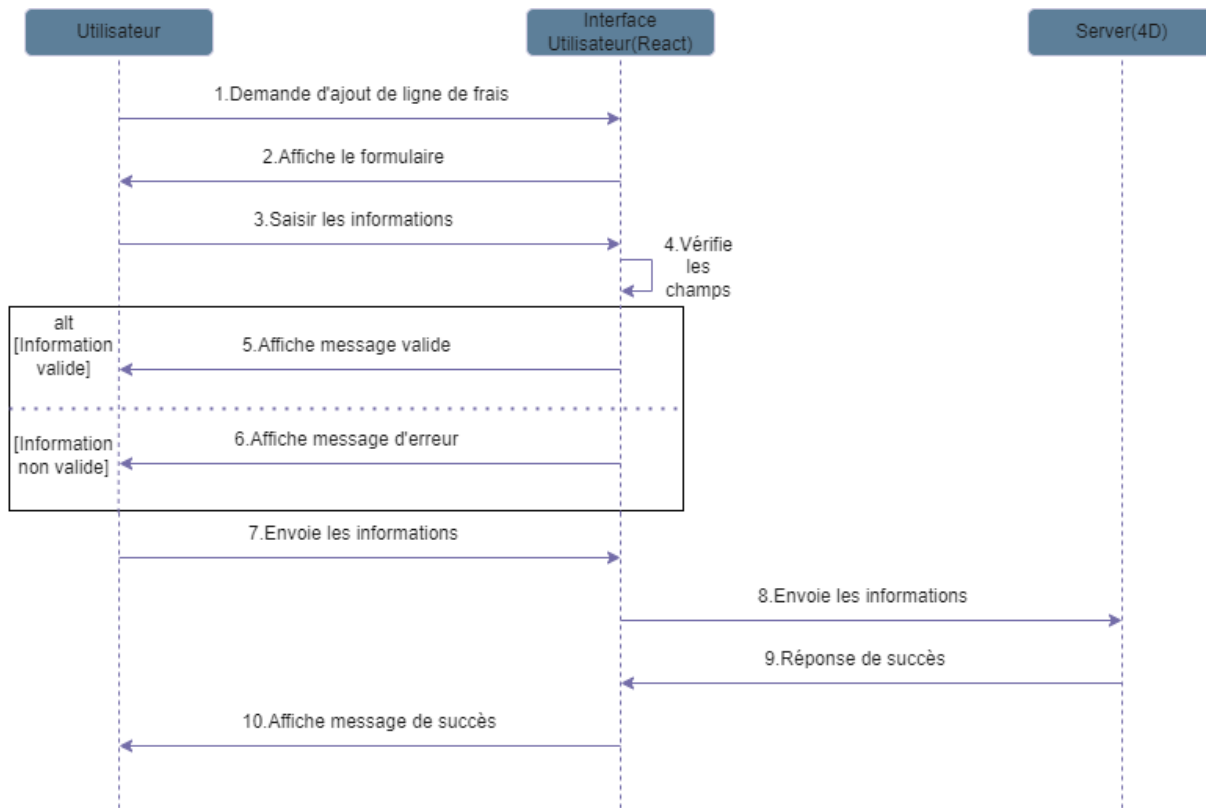 Utilisateur
Interface
Utilisateur(React)
Server(4D)
1.Demande d'ajout de ligne de frais
2.Affiche le formulaire
3.Saisir les informations
4.Vérifie
les
champs
alt
[Information
valide]
5.Affiche message valide
[Information
non valide]
6.Affiche message d'erreur
7.Envoie les informations
8.Envoie les informations
9.Réponse de succès
10.Affiche message de succès